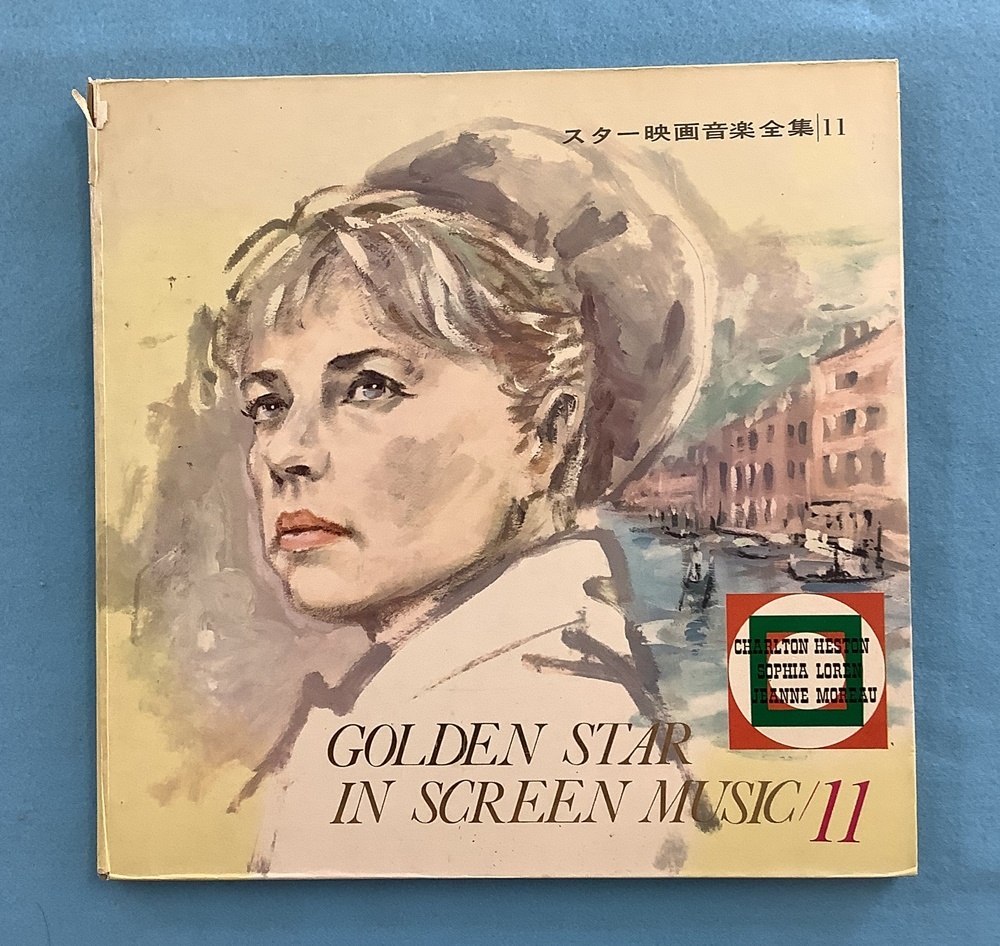 スター映画音楽全集|11
CHARLTON HESTON
SOPHIA LOREN
JEANNE MOREAU
GOLDEN STAR
IN SCREEN MUSIC/11